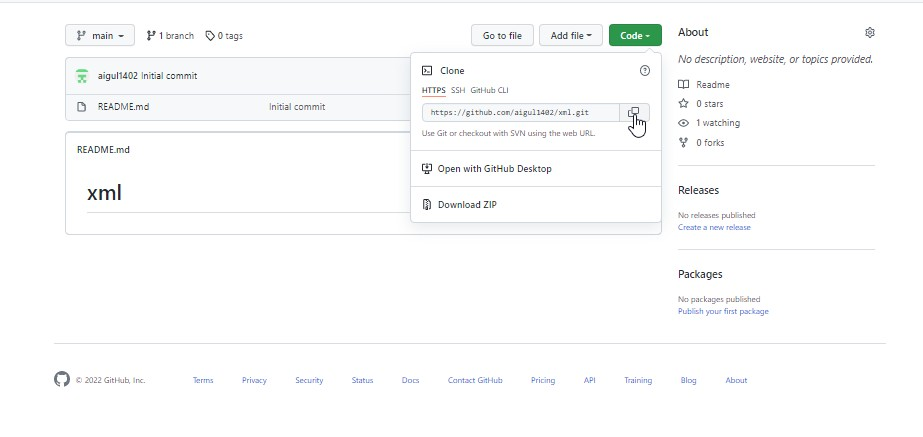 main
1 branch
0 tags
Go to file
Add file
Code
aigul1402 Initial commit
README.md
Initial commit
README.md
xml
Clone
HTTPS SSH GitHub CLI
https://github.com/aigul1402/xml.git
Use Git or checkout with SVN using the web URL.
Open with GitHub Desktop
Download ZIP
About
No description, website, or topics provided.
Readme
0 stars
1 watching
0 forks
Releases
No releases published
Create a new release
Packages
No packages published
Publish your first package
© 2022 GitHub, Inc.
Terms
Privacy
Security
Status
Docs
Contact GitHub
Pricing
API
Training
Blog
About